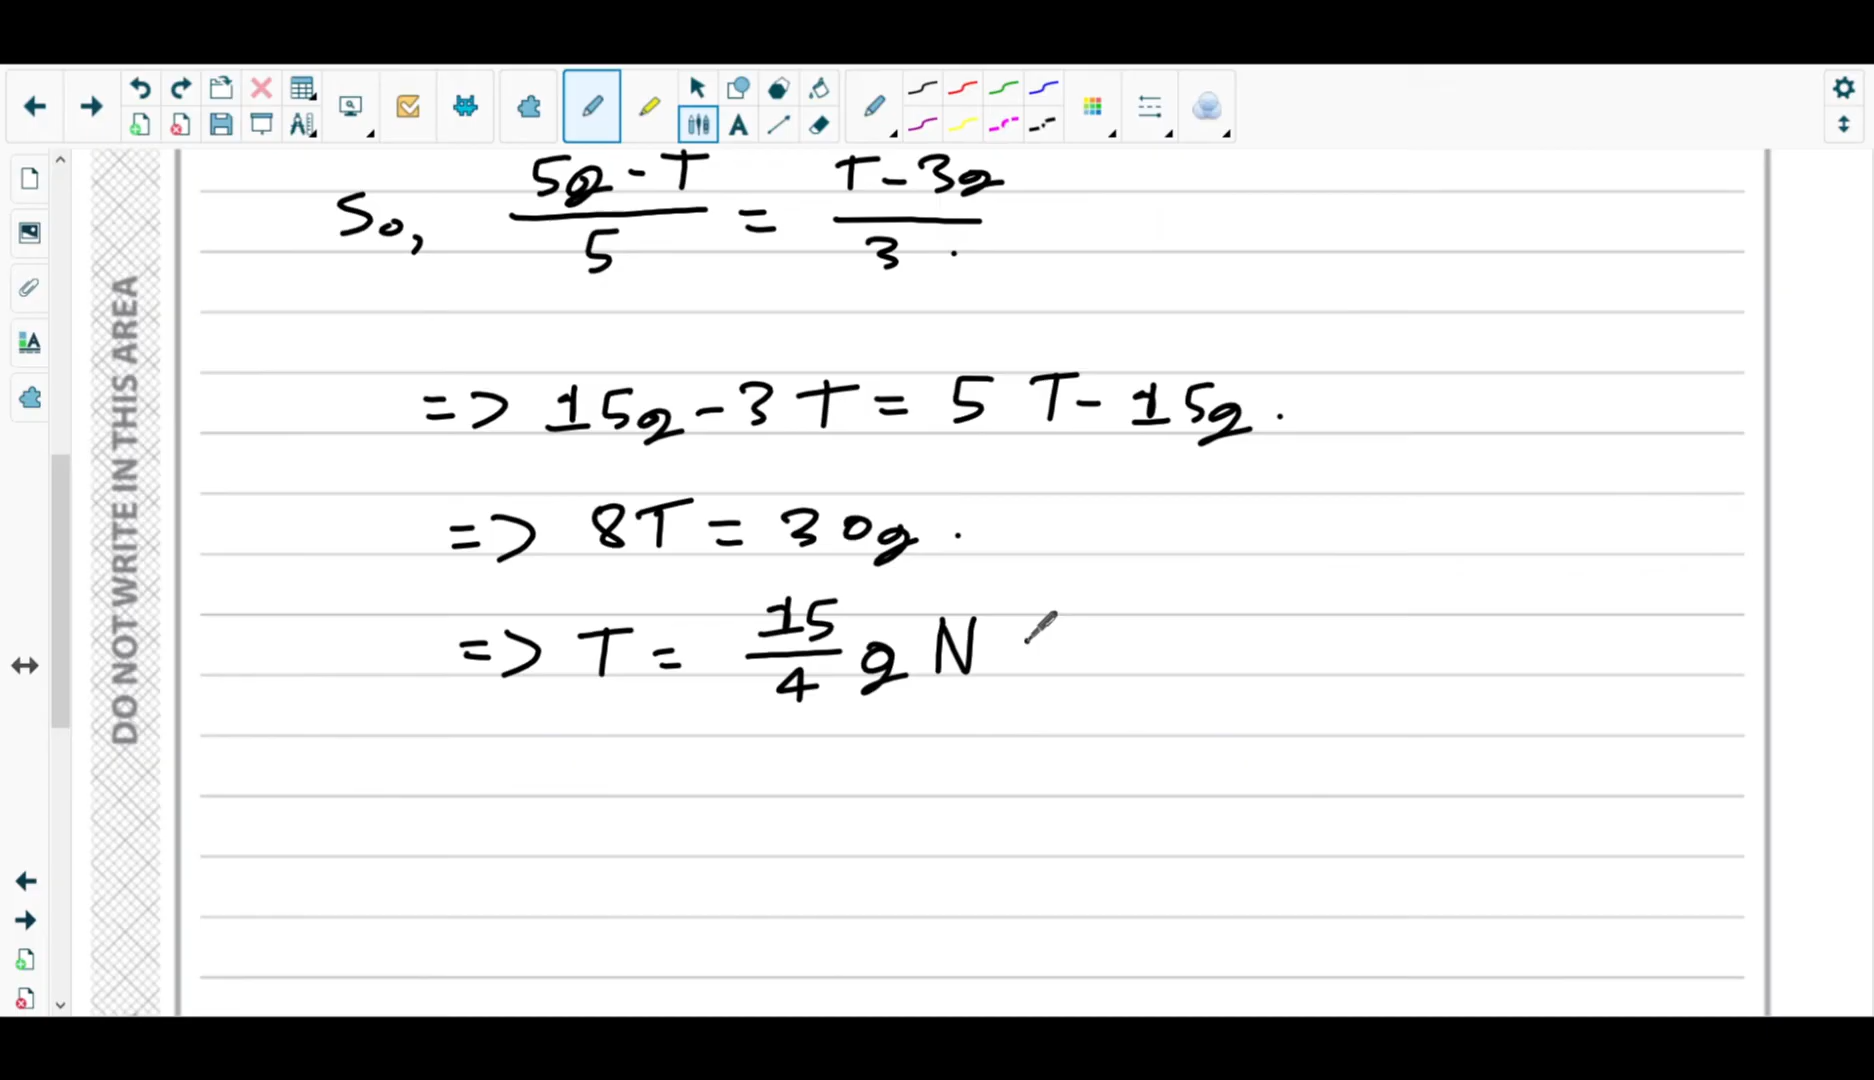 So, (5g - T)/5 = (T - 3g)/3 .
=> 15g - 3T = 5T - 15g .
=> 8T = 30g .
=> T = 15/4 g N
DO NOT WRITE IN THIS AREA